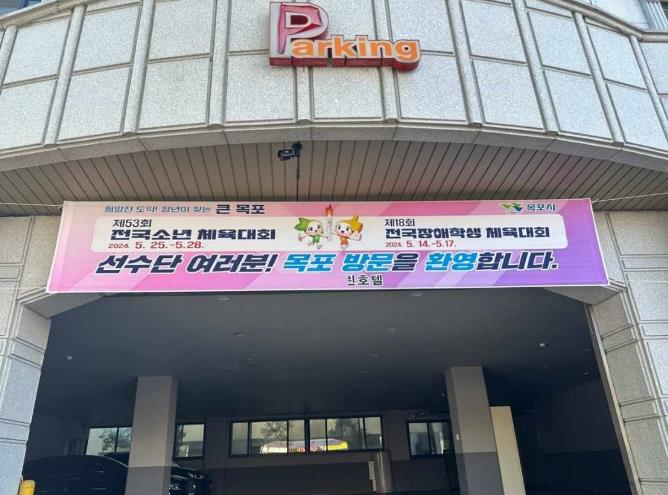 Parking
희망찬 도약! 청년이 찾는 큰 목포
목포시
제53회
전국소년 체육대회
2024. 5. 25.-5.28.
제18회
전국장애학생 체육대회
2024. 5. 14.-5.17.
선수단 여러분! 목포 방문을 환영합니다.
호텔